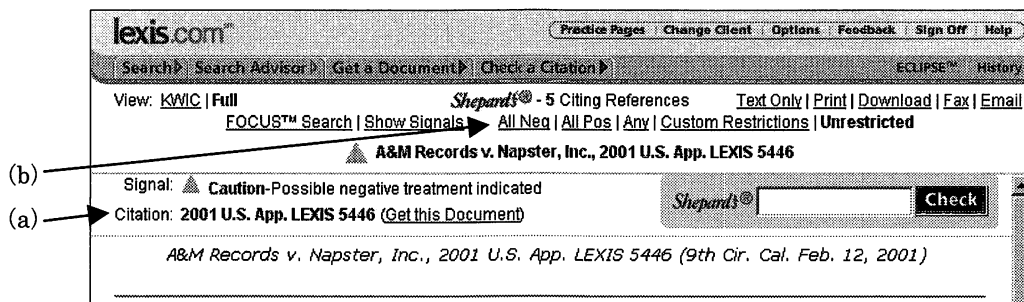 lexis.com℠
Practice Pages | Change Client | Options | Feedback | Sign Off | Help
Search Search Advisor Get a Document Check a Citation ECLIPSE™ History
View: KWIC | Full Shepard's® - 5 Citing References Text Only | Print | Download | Fax | Email
FOCUS™ Search | Show Signals All Neg | All Pos | Any | Custom Restrictions | Unrestricted
A&M Records v. Napster, Inc., 2001 U.S. App. LEXIS 5446
(b)
Signal: Caution-Possible negative treatment indicated
Shepard's® Check
(a)
Citation: 2001 U.S. App. LEXIS 5446 (Get this Document)
A&M Records v. Napster, Inc., 2001 U.S. App. LEXIS 5446 (9th Cir. Cal. Feb. 12, 2001)